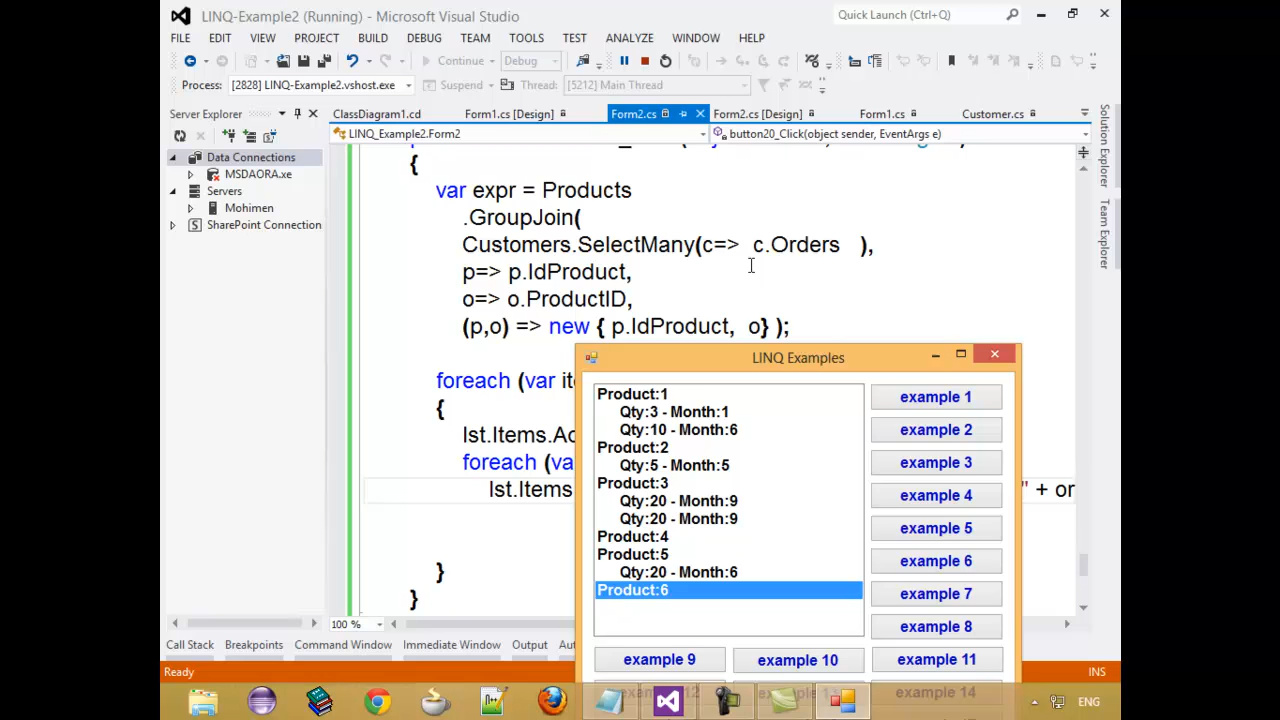 LINQ-Example2 (Running) - Microsoft Visual Studio
Quick Launch (Ctrl+Q)
FILE EDIT VIEW PROJECT BUILD DEBUG TEAM TOOLS TEST ANALYZE WINDOW HELP
Continue Debug
Process: [2828] LINQ-Example2.vshost.exe Suspend Thread: [5212] Main Thread
Server Explorer
ClassDiagram1.cd Form1.cs [Design] Form2.cs Form2.cs [Design] Form1.cs Customer.cs
LINQ_Example2.Form2 button20_Click(object sender, EventArgs e)
Data Connections
MSDAORA.xe
Servers
Mohimen
SharePoint Connection
Solution Explorer
Team Explorer
{
var expr = Products
.GroupJoin(
Customers.SelectMany(c=> c.Orders ),
p=> p.IdProduct,
o=> o.ProductID,
(p,o) => new { p.IdProduct, o} );
foreach (var ite
{
lst.Items.Ac
foreach (va
lst.Items " + or
}
}
LINQ Examples
Product:1
Qty:3 - Month:1
Qty:10 - Month:6
Product:2
Qty:5 - Month:5
Product:3
Qty:20 - Month:9
Qty:20 - Month:9
Product:4
Product:5
Qty:20 - Month:6
Product:6
example 1
example 2
example 3
example 4
example 5
example 6
example 7
example 8
example 9 example 10 example 11
example 14
100 %
Call Stack Breakpoints Command Window Immediate Window Output
Ready INS
ENG